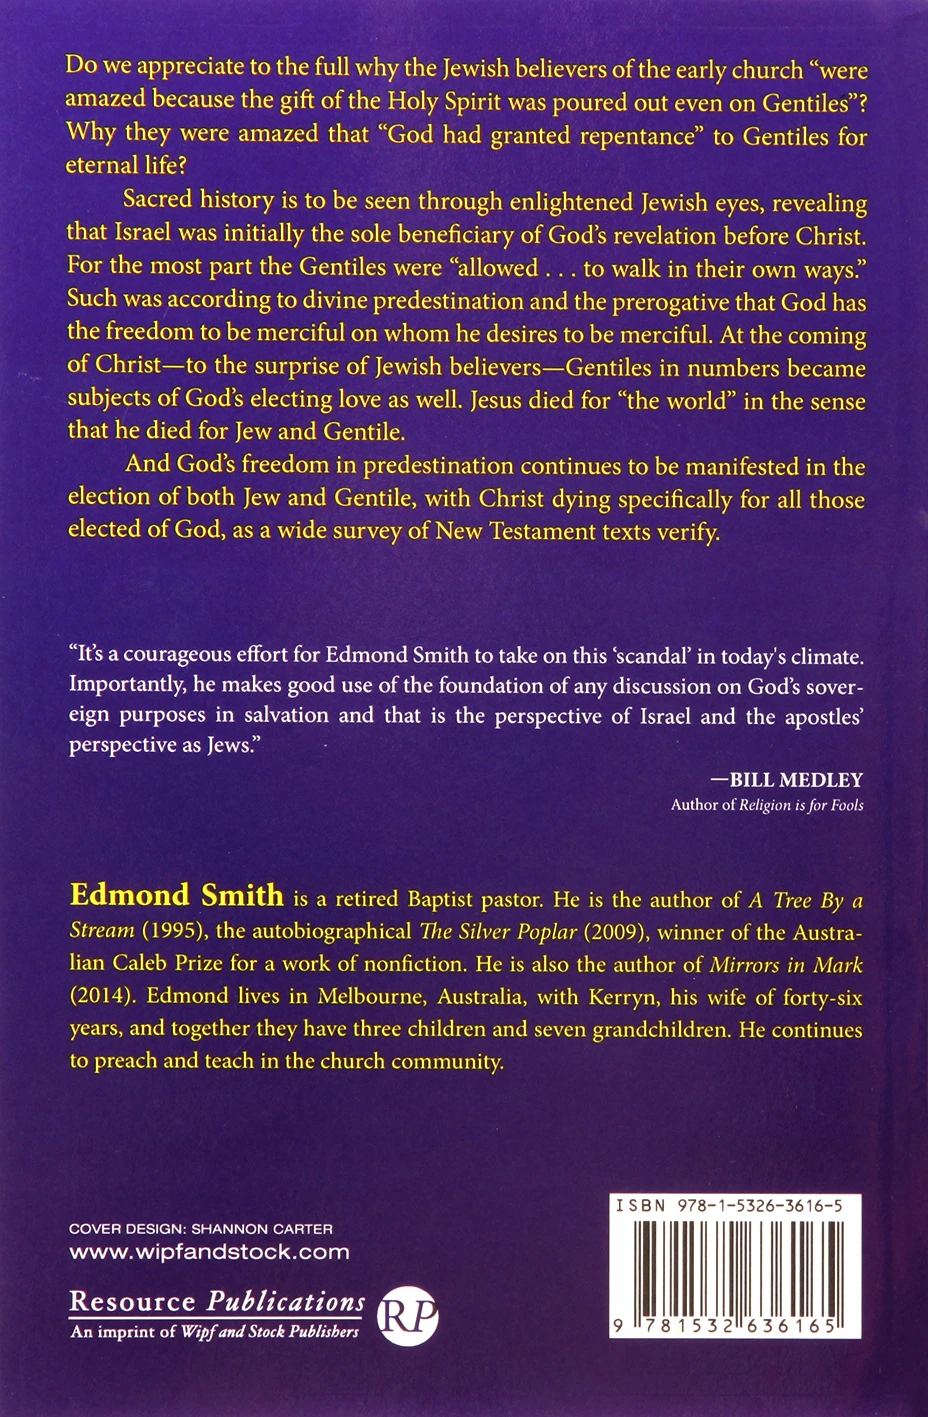 Do we appreciate to the full why the Jewish believers of the early church “were
amazed because the gift of the Holy Spirit was poured out even on Gentiles”?
Why they were amazed that “God had granted repentance” to Gentiles for
eternal life?
Sacred history is to be seen through enlightened Jewish eyes, revealing
that Israel was initially the sole beneficiary of God’s revelation before Christ.
For the most part the Gentiles were “allowed . . . to walk in their own ways.”
Such was according to divine predestination and the prerogative that God has
the freedom to be merciful on whom he desires to be merciful. At the coming
of Christ—to the surprise of Jewish believers—Gentiles in numbers became
subjects of God’s electing love as well. Jesus died for “the world” in the sense
that he died for Jew and Gentile.
And God’s freedom in predestination continues to be manifested in the
election of both Jew and Gentile, with Christ dying specifically for all those
elected of God, as a wide survey of New Testament texts verify.
“It’s a courageous effort for Edmond Smith to take on this ‘scandal’ in today's climate.
Importantly, he makes good use of the foundation of any discussion on God’s sover-
eign purposes in salvation and that is the perspective of Israel and the apostles’
perspective as Jews.”
—BILL MEDLEY
Author of Religion is for Fools
Edmond Smith is a retired Baptist pastor. He is the author of A Tree By a
Stream (1995), the autobiographical The Silver Poplar (2009), winner of the Austra-
lian Caleb Prize for a work of nonfiction. He is also the author of Mirrors in Mark
(2014). Edmond lives in Melbourne, Australia, with Kerryn, his wife of forty-six
years, and together they have three children and seven grandchildren. He continues
to preach and teach in the church community.
COVER DESIGN: SHANNON CARTER
www.wipfandstock.com
Resource Publications
An imprint of Wipf and Stock Publishers
RP
ISBN 978-1-5326-3616-5
9 781532 636165